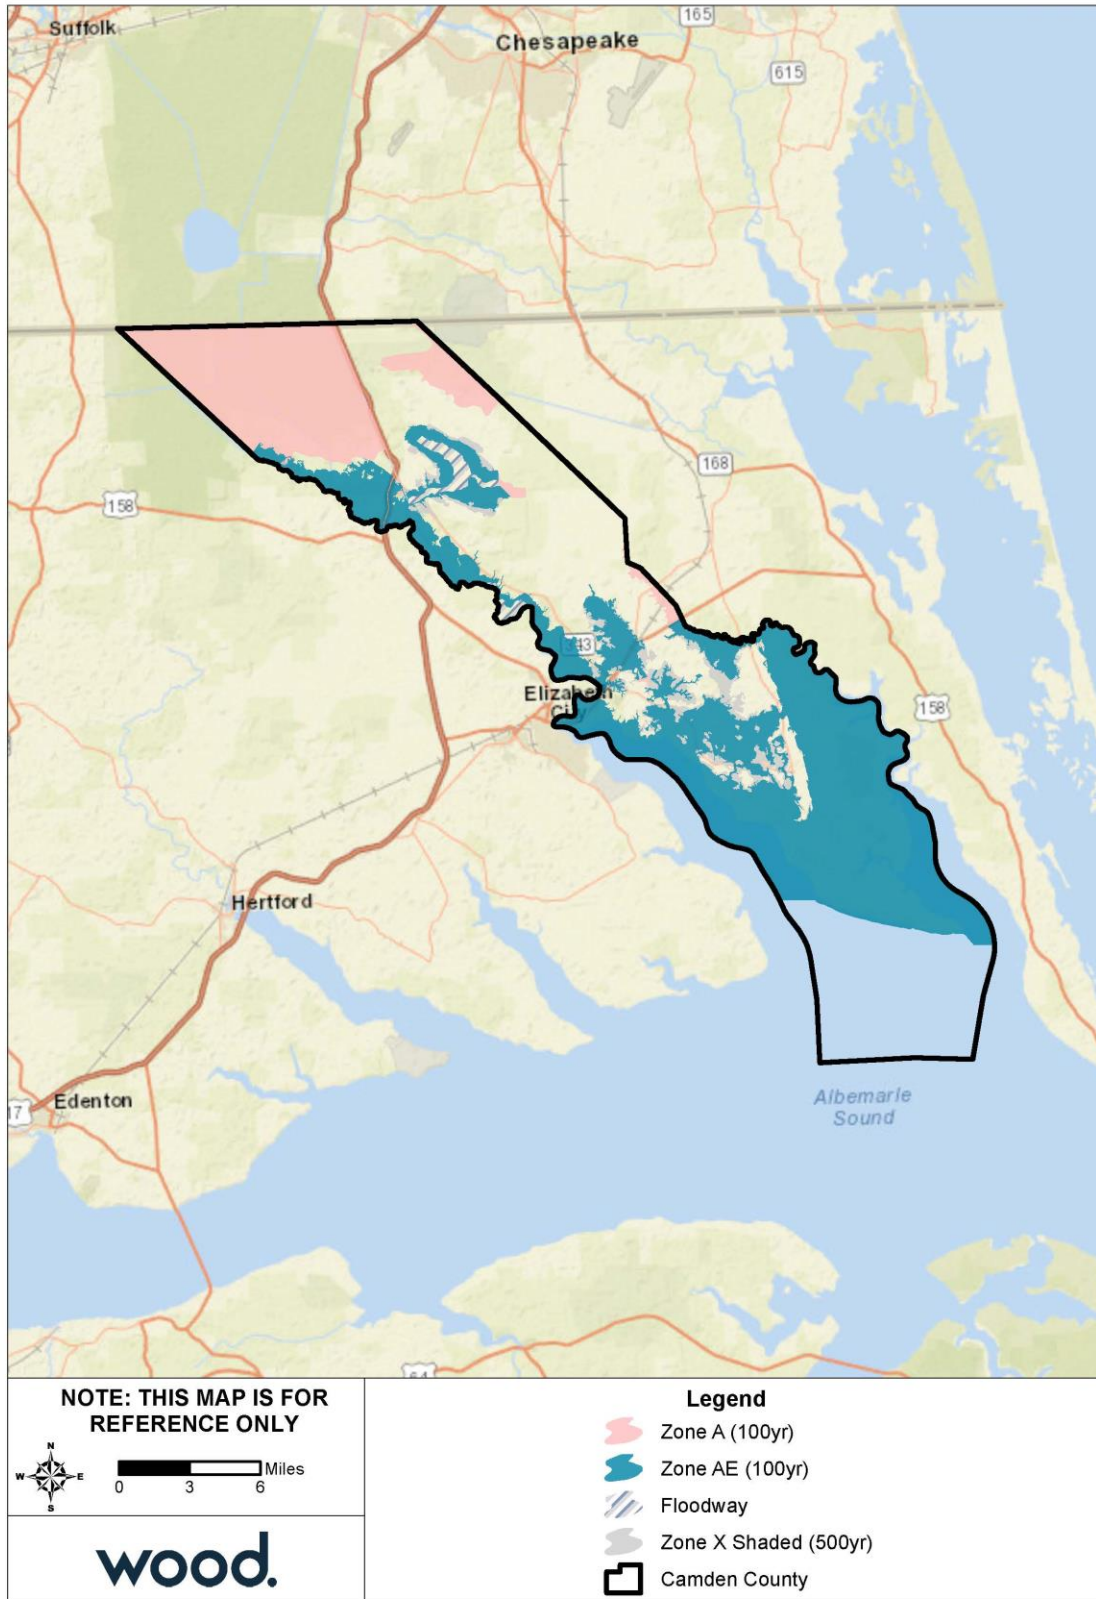 Suffolk
165
Chesapeake
615
168
158
343
Elizabeth
City
158
Hertford
17
Edenton
Albemarle
Sound
64
NOTE: THIS MAP IS FOR
REFERENCE ONLY
N
W E
S
Miles
0 3 6
wood.
Legend
Zone A (100yr)
Zone AE (100yr)
Floodway
Zone X Shaded (500yr)
Camden County